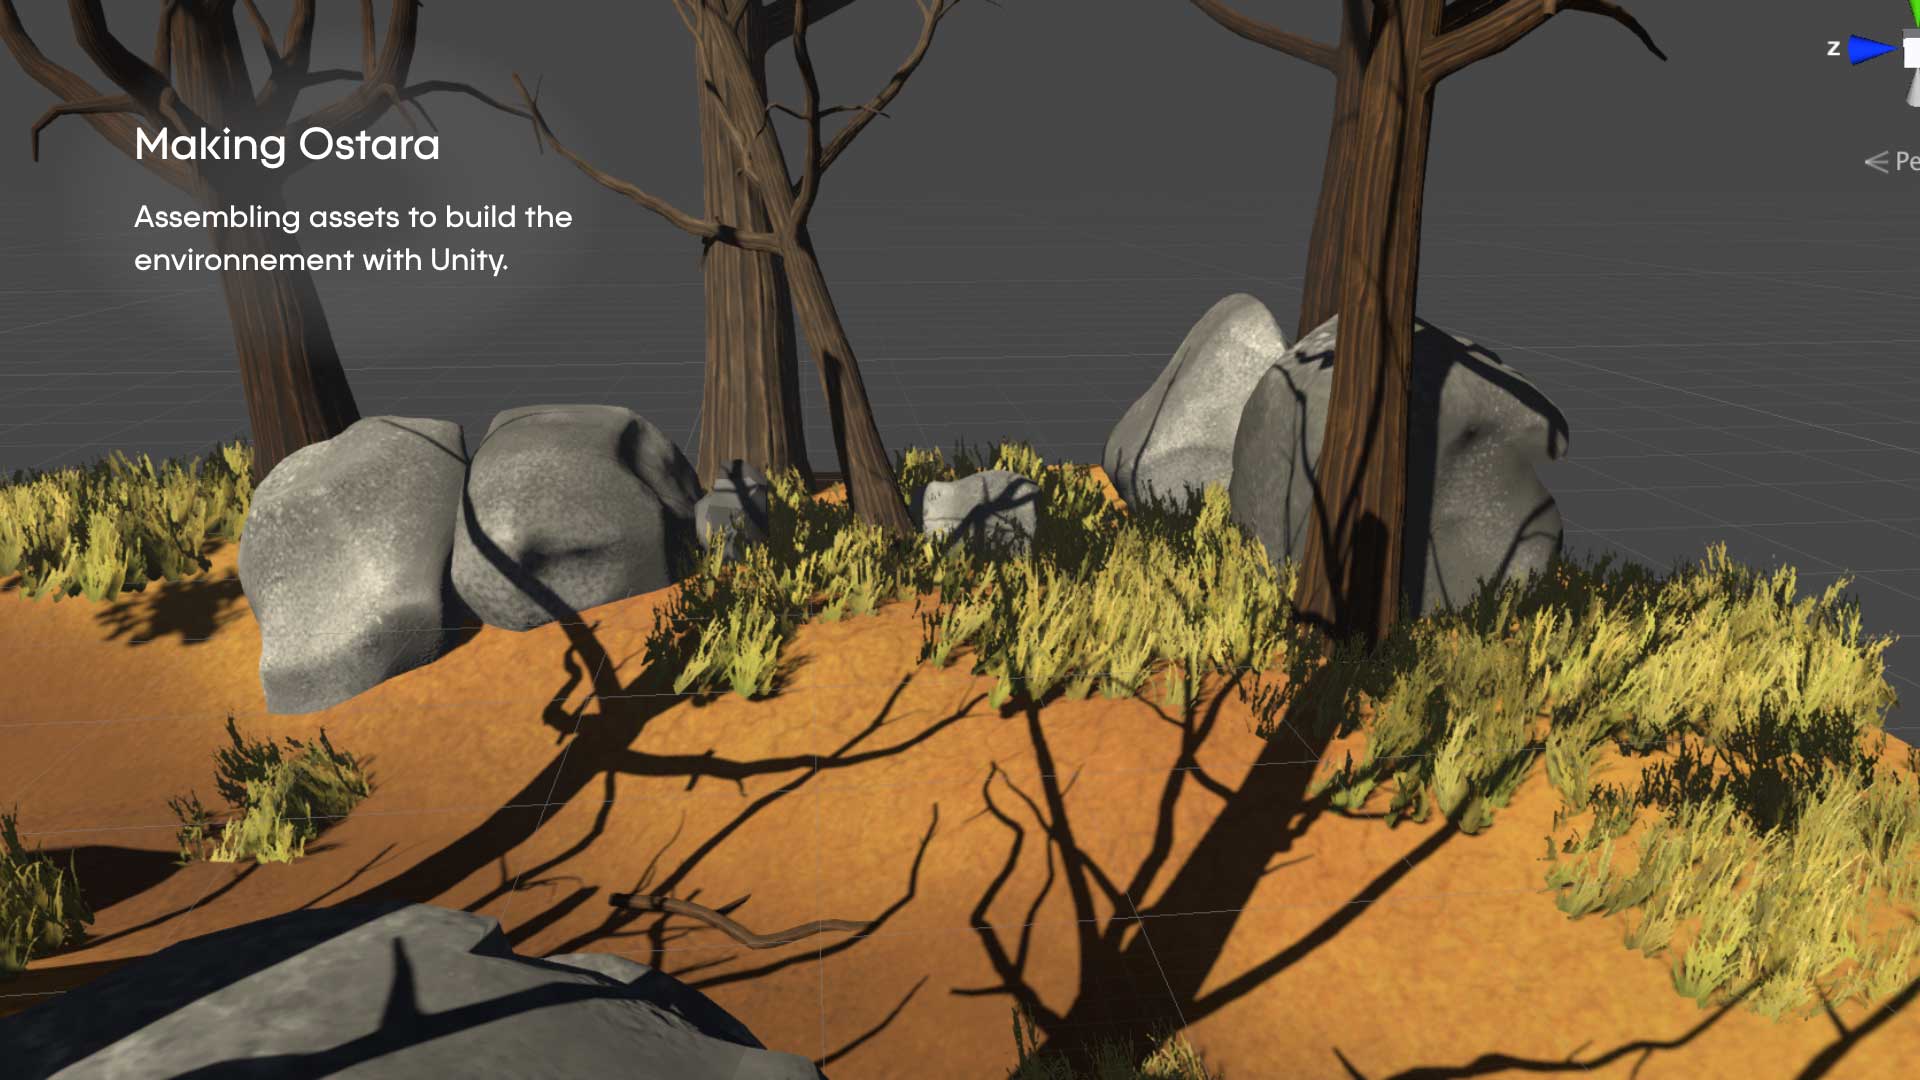 Making Ostara
Assembling assets to build the
environnement with Unity.
Z